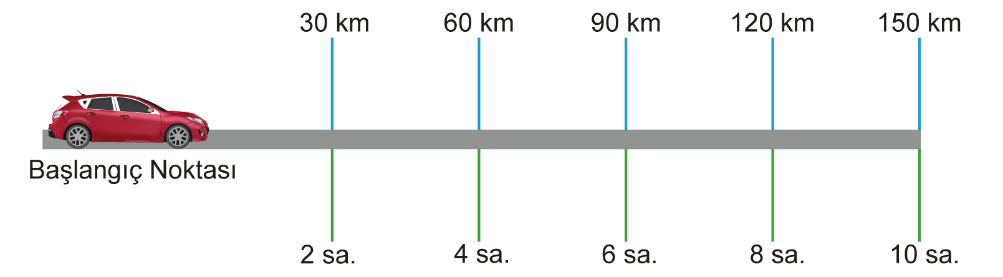 30 km 60 km 90 km 120 km 150 km
Başlangıç Noktası
2 sa. 4 sa. 6 sa. 8 sa. 10 sa.